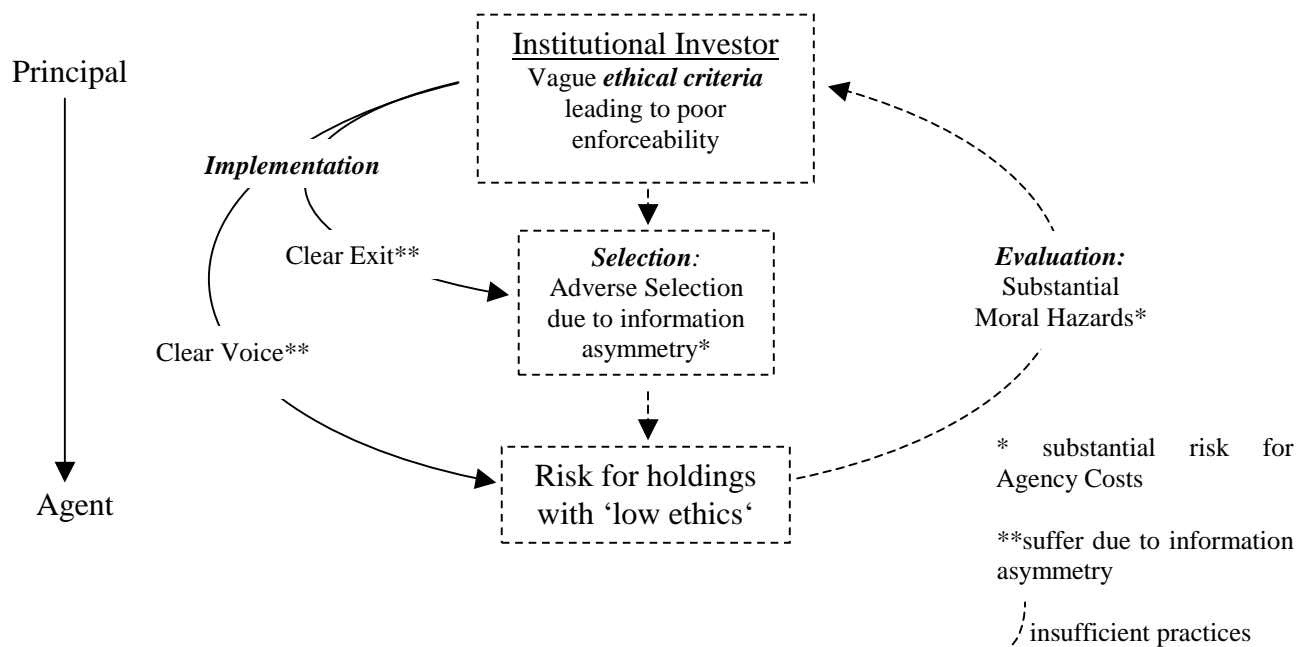 Principal
Institutional Investor
Vague ethical criteria
leading to poor
enforceability
Implementation
Clear Exit**
Selection:
Adverse Selection
due to information
asymmetry*
Evaluation:
Substantial
Moral Hazards*
Clear Voice**
Risk for holdings
with ‘low ethics‘
Agent
* substantial risk for
Agency Costs
**suffer due to information
asymmetry
insufficient practices